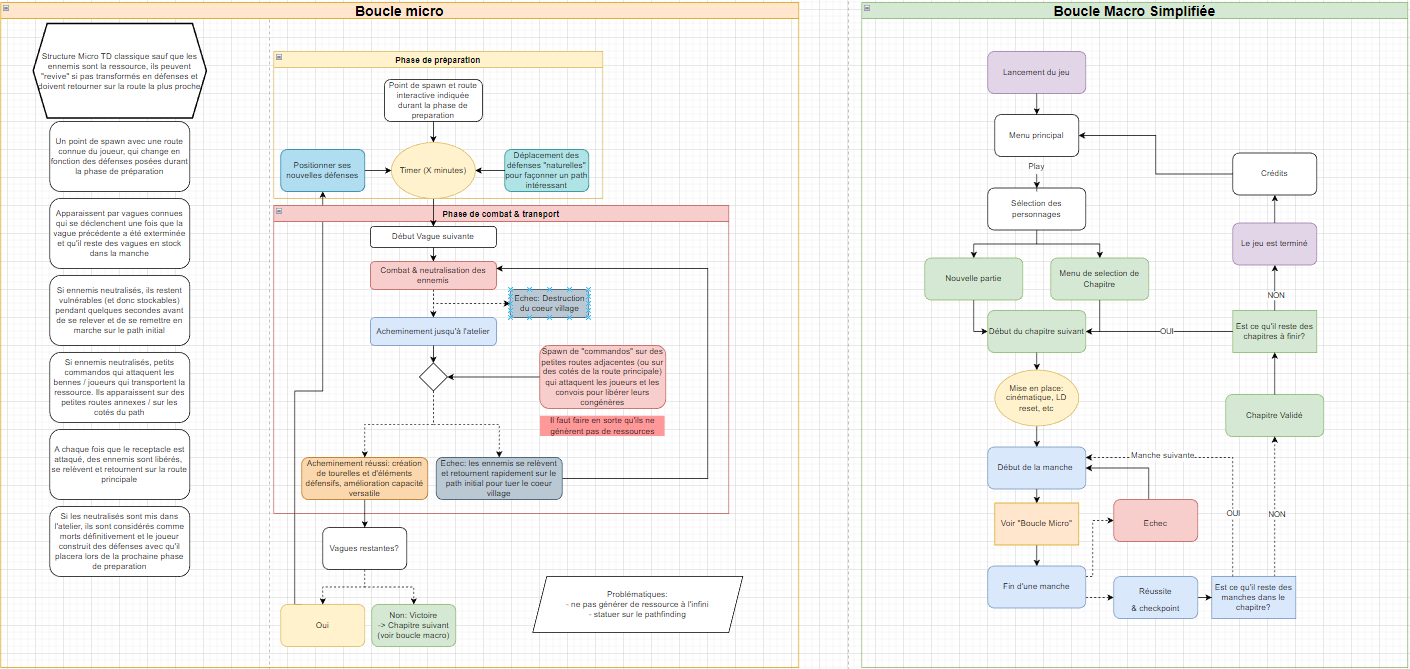 Boucle micro
Structure Micro TD classique sauf que les
ennemis sont la ressource, ils peuvent
"revive" si pas transformés en défenses et
doivent retourner sur la route la plus proche
Un point de spawn avec une route
connue du joueur, qui change en
fonction des défenses posées durant
la phase de préparation
Apparaissent par vagues connues
qui se déclenchent une fois que la
vague précédente a été exterminée
et qu'il reste des vagues en stock
dans la manche
Si ennemis neutralisés, ils restent
vulnérables (et donc stockables)
pendant quelques secondes avant
de se relever et de se remettre en
marche sur le path initial
Si ennemis neutralisés, petits
commandos qui attaquent les
bennes / joueurs qui transportent la
ressource. Ils apparaissent sur des
petites routes annexes / sur les
cotés du path
A chaque fois que le receptacle est
attaqué, des ennemis sont libérés,
se relèvent et retournent sur la route
principale
Si les neutralisés sont mis dans
l'atelier, ils sont considérés comme
morts définitivement et le joueur
construit des défenses avec qu'il
placera lors de la prochaine phase
de preparation
Phase de préparation
Point de spawn et route
interactive indiquée
durant la phase de
preparation
Positionner ses
nouvelles défenses
Timer (X minutes)
Déplacement des
défenses "naturelles"
pour façonner un path
intéressant
Phase de combat & transport
Début Vague suivante
Combat & neutralisation des
ennemis
Echec: Destruction
du coeur village
Acheminement jusqu'à l'atelier
Spawn de "commandos" sur des
petites routes adjacentes (ou sur
des cotés de la route principale)
qui attaquent les joueurs et les
convois pour libérer leurs
congénères
Il faut faire en sorte qu'ils ne
génèrent pas de ressources
Acheminement réussi: création
de tourelles et d'éléments
défensifs, amélioration capacité
versatile
Echec: les ennemis se relèvent
et retournent rapidement sur le
path initial pour tuer le coeur
village
Vagues restantes?
Oui
Non: Victoire
-> Chapitre suivant
(voir boucle macro)
Problématiques:
- ne pas générer de ressource à l'infini
- statuer sur le pathfinding
Boucle Macro Simplifiée
Lancement du jeu
Menu principal
Play
Sélection des
personnages
Nouvelle partie
Menu de selection de
Chapitre
Début du chapitre suivant
Mise en place:
cinématique, LD
reset, etc
Début de la manche
Voir "Boucle Micro"
Fin d'une manche
Echec
Réussite
& checkpoint
Est ce qu'il reste des
manches dans le
chapitre?
OUI
Manche suivante
NON
Chapitre Validé
Est ce qu'il reste des
chapitres à finir?
OUI
NON
Le jeu est terminé
Crédits